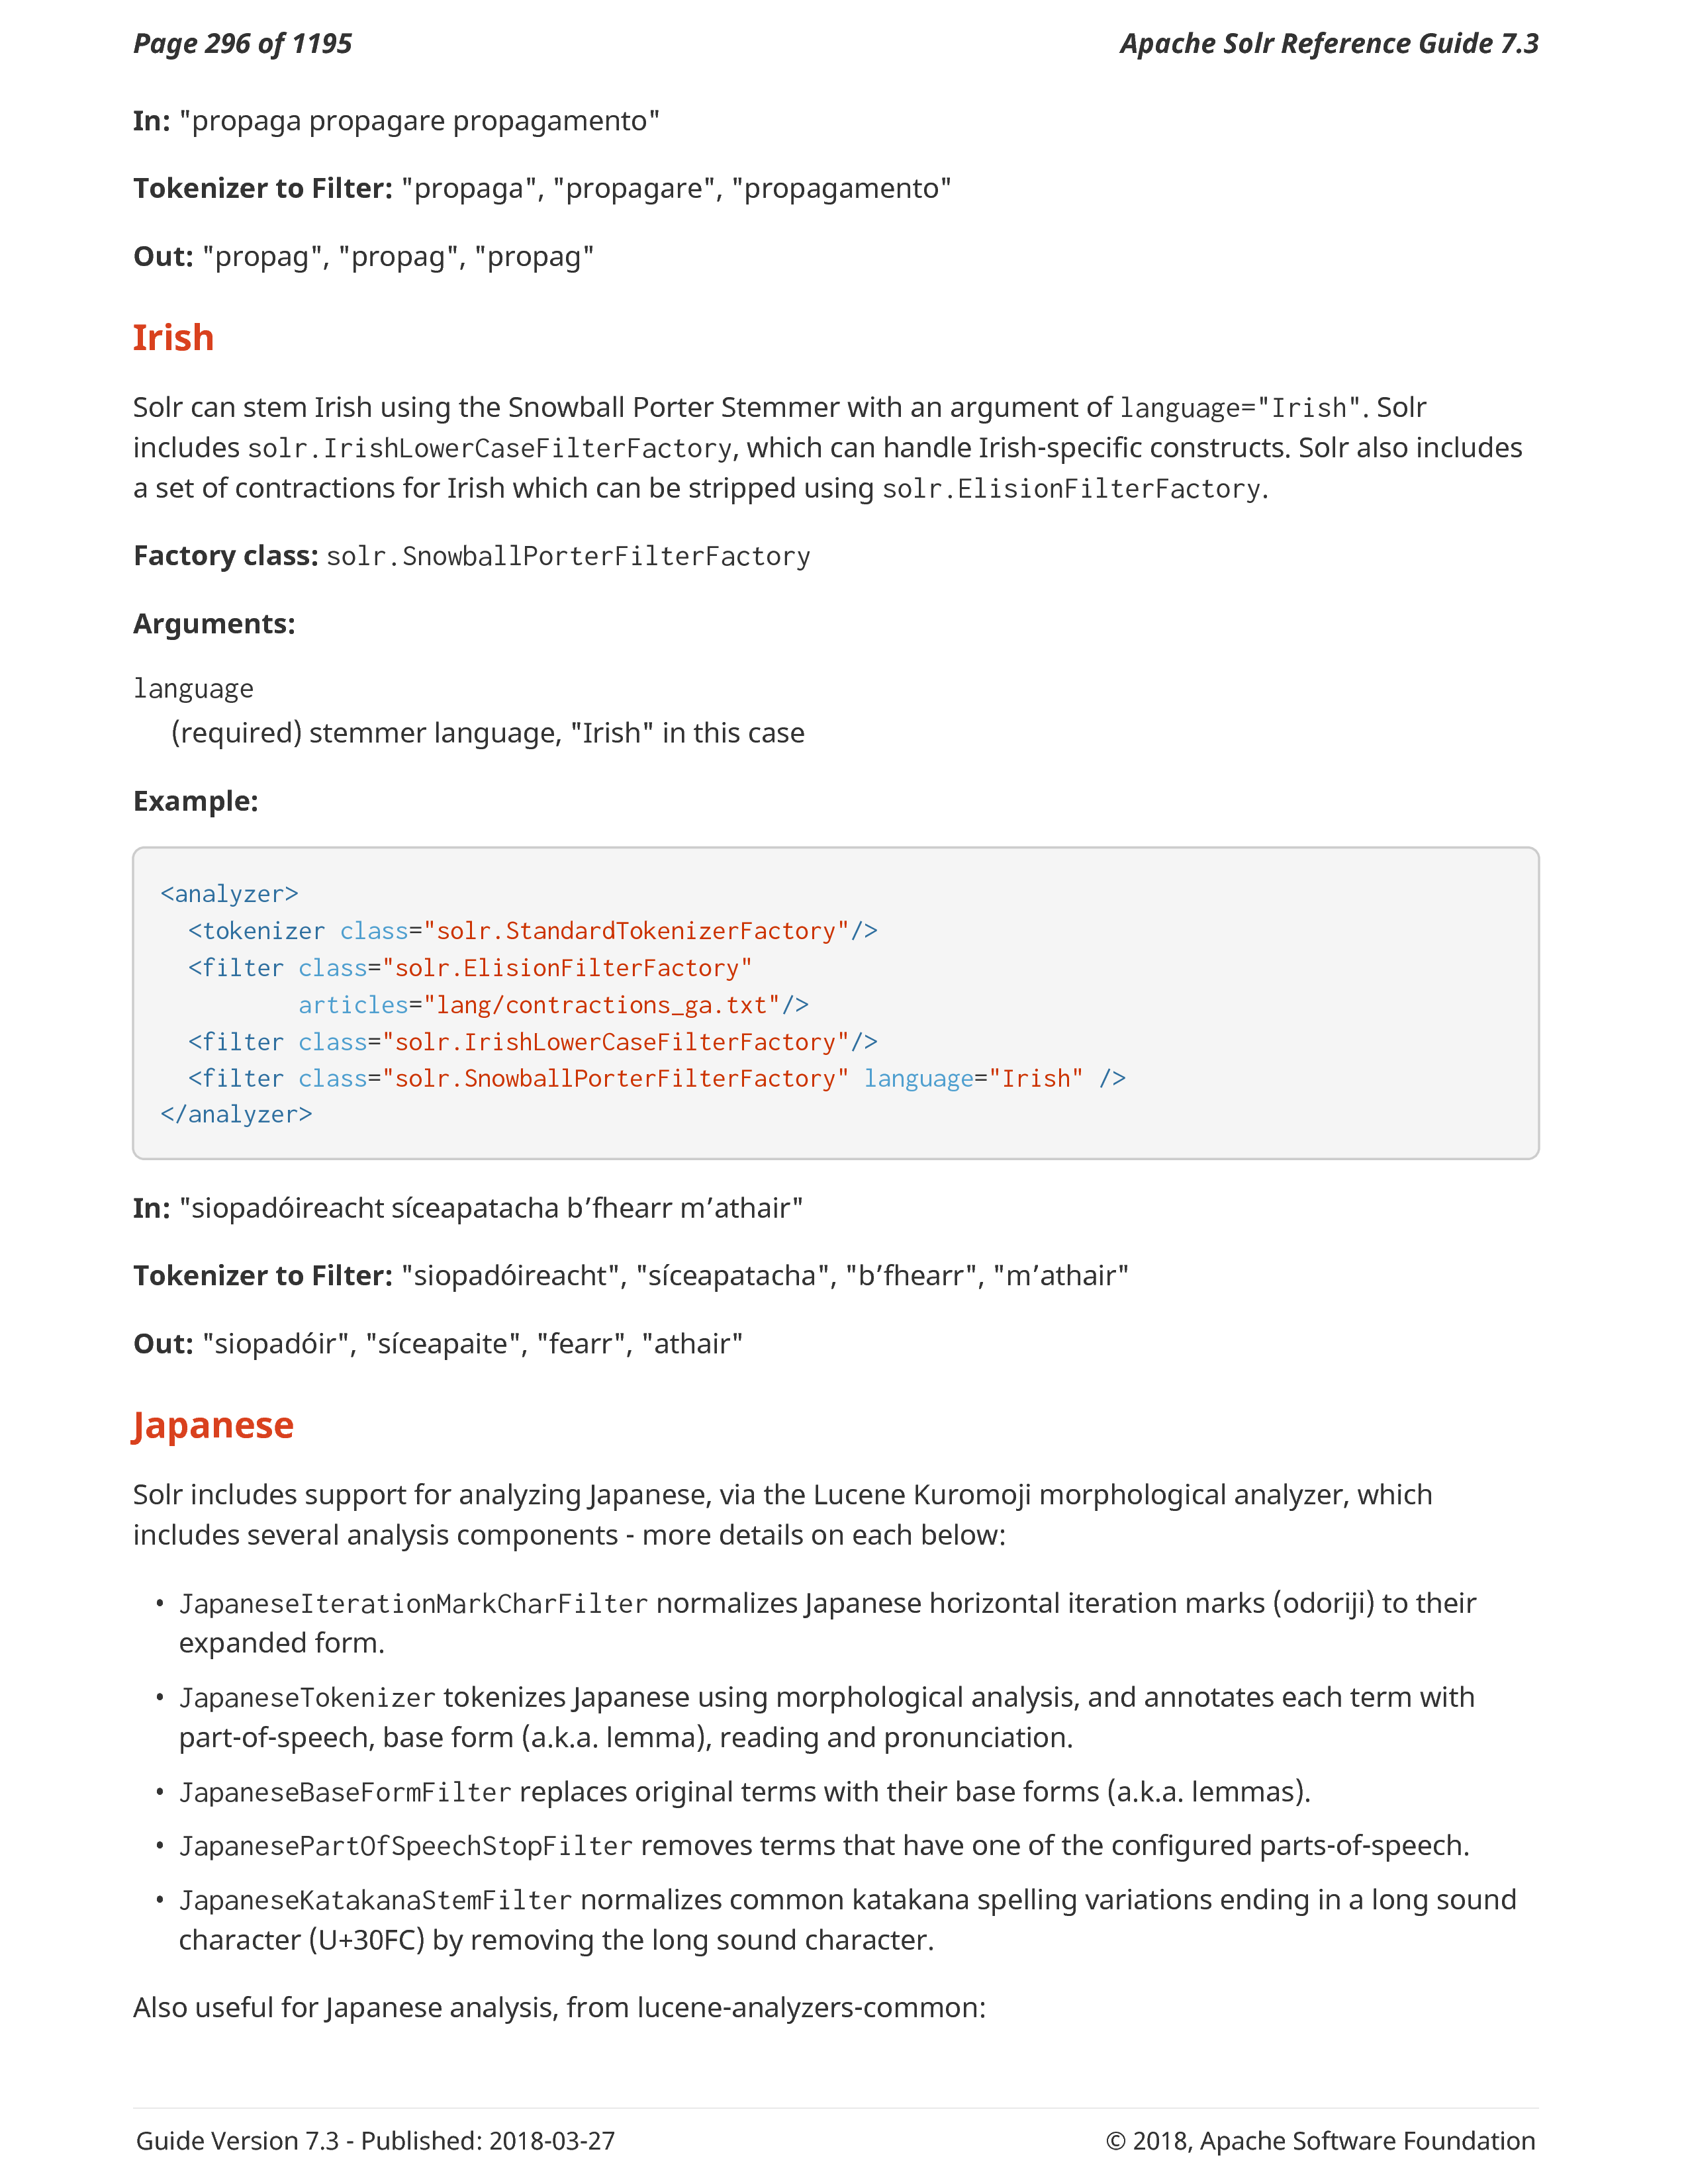 Page 296 of 1195
Apache Solr Reference Guide 7.3
In: "propaga propagare propagamento"
Tokenizer to Filter: "propaga", "propagare", "propagamento"
Out: "propag", "propag", "propag"
Irish
Solr can stem Irish using the Snowball Porter Stemmer with an argument of language="Irish". Solr
includes solr.IrishLowerCaseFilterFactory, which can handle Irish-specific constructs. Solr also includes
a set of contractions for Irish which can be stripped using solr.ElisionFilterFactory.
Factory class: solr.SnowballPorterFilterFactory
Arguments:
language
(required) stemmer language, "Irish" in this case
Example:
<analyzer>
  <tokenizer class="solr.StandardTokenizerFactory"/>
  <filter class="solr.ElisionFilterFactory"
          articles="lang/contractions_ga.txt"/>
  <filter class="solr.IrishLowerCaseFilterFactory"/>
  <filter class="solr.SnowballPorterFilterFactory" language="Irish" />
</analyzer>
In: "siopadóireacht síceapatacha b’fhearr m’athair"
Tokenizer to Filter: "siopadóireacht", "síceapatacha", "b’fhearr", "m’athair"
Out: "siopadóir", "síceapaite", "fearr", "athair"
Japanese
Solr includes support for analyzing Japanese, via the Lucene Kuromoji morphological analyzer, which
includes several analysis components - more details on each below:
• JapaneseIterationMarkCharFilter normalizes Japanese horizontal iteration marks (odoriji) to their
expanded form.
• JapaneseTokenizer tokenizes Japanese using morphological analysis, and annotates each term with
part-of-speech, base form (a.k.a. lemma), reading and pronunciation.
• JapaneseBaseFormFilter replaces original terms with their base forms (a.k.a. lemmas).
• JapanesePartOfSpeechStopFilter removes terms that have one of the configured parts-of-speech.
• JapaneseKatakanaStemFilter normalizes common katakana spelling variations ending in a long sound
character (U+30FC) by removing the long sound character.
Also useful for Japanese analysis, from lucene-analyzers-common:
Guide Version 7.3 - Published: 2018-03-27
© 2018, Apache Software Foundation